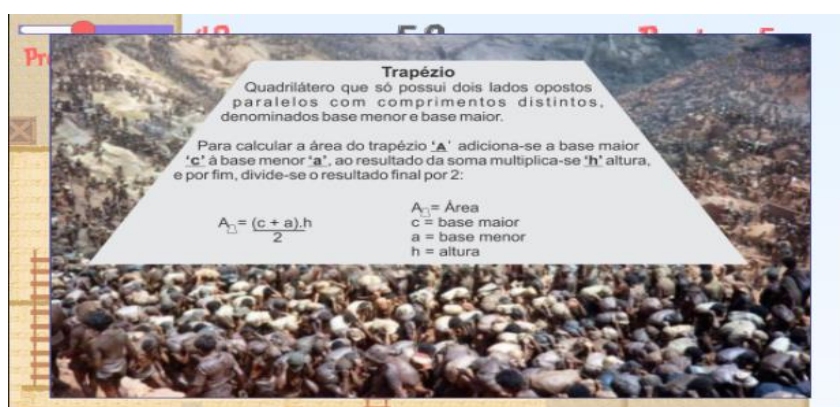 Trapézio
Quadrilátero que só possui dois lados opostos
paralelos com comprimentos distintos,
denominados base menor e base maior.
Para calcular a área do trapézio 'A' adiciona-se a base maior
'c' à base menor 'a', ao resultado da soma multiplica-se 'h' altura,
e por fim, divide-se o resultado final por 2:
A = (c + a).h
2
A = Área
c = base maior
a = base menor
h = altura